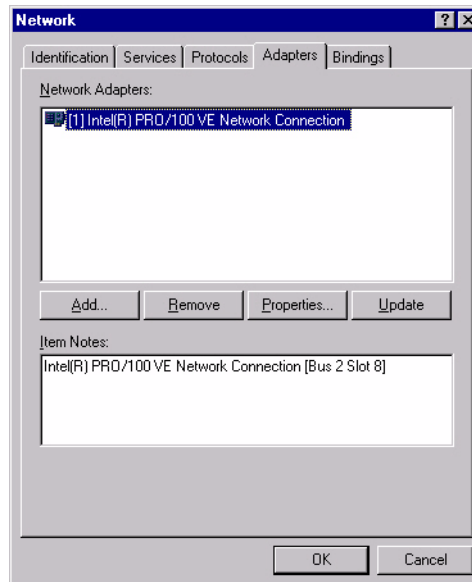 Network
Identification Services Protocols Adapters Bindings
Network Adapters:
[1] Intel(R) PRO/100 VE Network Connection
Add... Remove Properties... Update
Item Notes:
Intel(R) PRO/100 VE Network Connection [Bus 2 Slot 8]
OK Cancel